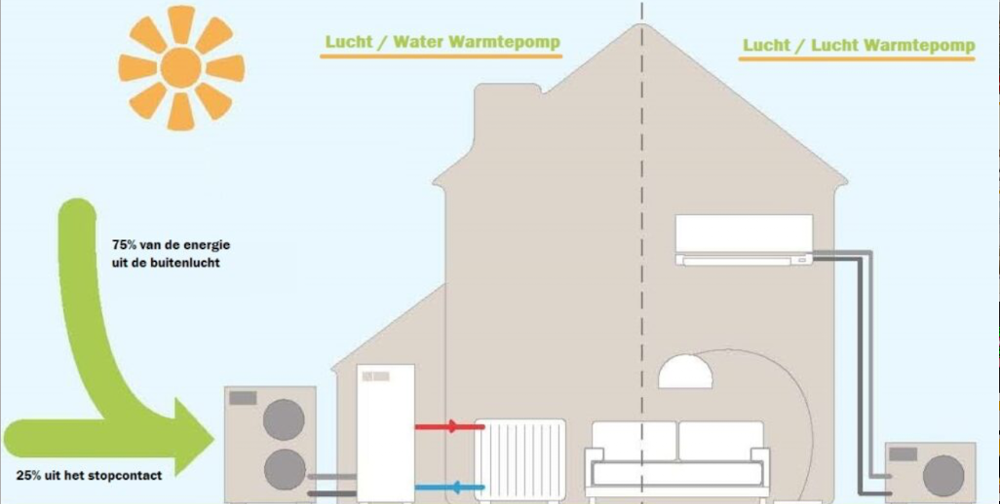 Lucht / Water Warmtepomp
Lucht / Lucht Warmtepomp
75% van de energie
uit de buitenlucht
25% uit het stopcontact